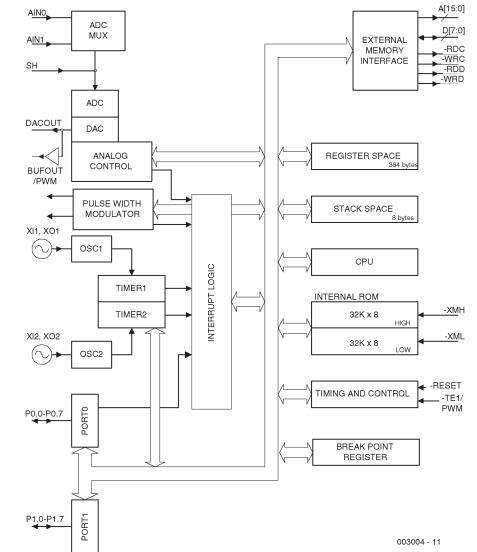 AIN0
ADC
MUX
AIN1
SH
A[15:0]
D[7:0]
EXTERNAL
MEMORY
INTERFACE
-RDC
-WRC
-RDD
-WRD
ADC
DACOUT
DAC
ANALOG
CONTROL
BUFOUT
/PWM
REGISTER SPACE
384 bytes
PULSE WIDTH
MODULATOR
STACK SPACE
8 bytes
XI1, XO1
OSC1
CPU
INTERRUPT LOGIC
TIMER1
TIMER2
INTERNAL ROM
32K x 8
HIGH
-XMH
32K x 8
LOW
-XML
XI2, XO2
OSC2
TIMING AND CONTROL
-RESET
-TE1/
PWM
P0.0-P0.7
PORT0
BREAK POINT
REGISTER
P1.0-P1.7
PORT1
003004 - 11